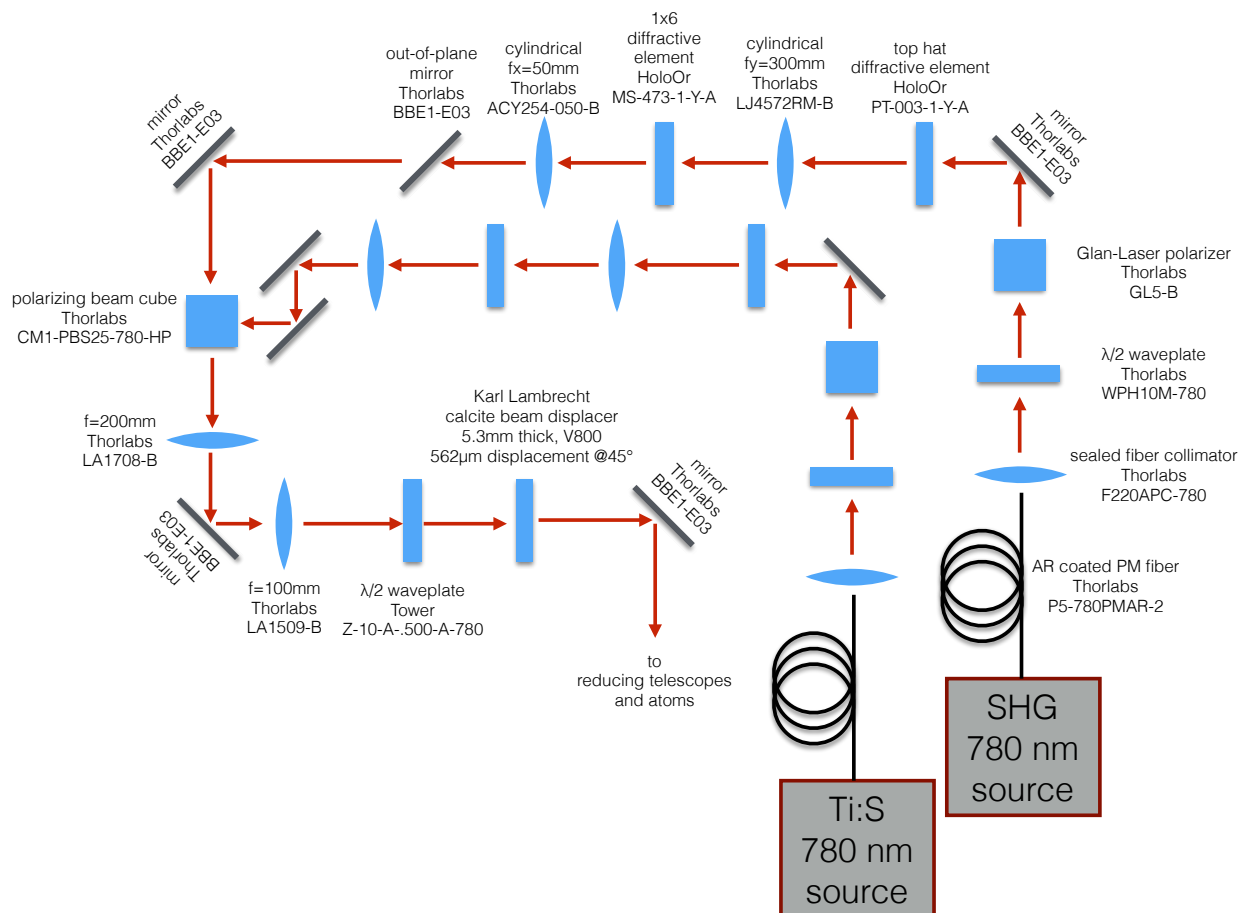 1x6
diffractive
element
HoloOr
MS-473-1-Y-A
cylindrical
fx=50mm
Thorlabs
ACY254-050-B
cylindrical
fy=300mm
Thorlabs
LJ4572RM-B
top hat
diffractive element
HoloOr
PT-003-1-Y-A
out-of-plane
mirror
Thorlabs
BBE1-E03
mirror
Thorlabs
BBE1-E03
mirror
Thorlabs
BBE1-E03
Glan-Laser polarizer
Thorlabs
GL5-B
polarizing beam cube
Thorlabs
CM1-PBS25-780-HP
λ/2 waveplate
Thorlabs
WPH10M-780
Karl Lambrecht
calcite beam displacer
5.3mm thick, V800
562µm displacement @45°
f=200mm
Thorlabs
LA1708-B
sealed fiber collimator
Thorlabs
F220APC-780
mirror
Thorlabs
BBE1-E03
mirror
Thorlabs
BBE1-E03
f=100mm
Thorlabs
LA1509-B
λ/2 waveplate
Tower
Z-10-A-.500-A-780
AR coated PM fiber
Thorlabs
P5-780PMAR-2
to
reducing telescopes
and atoms
SHG
780 nm
source
Ti:S
780 nm
source